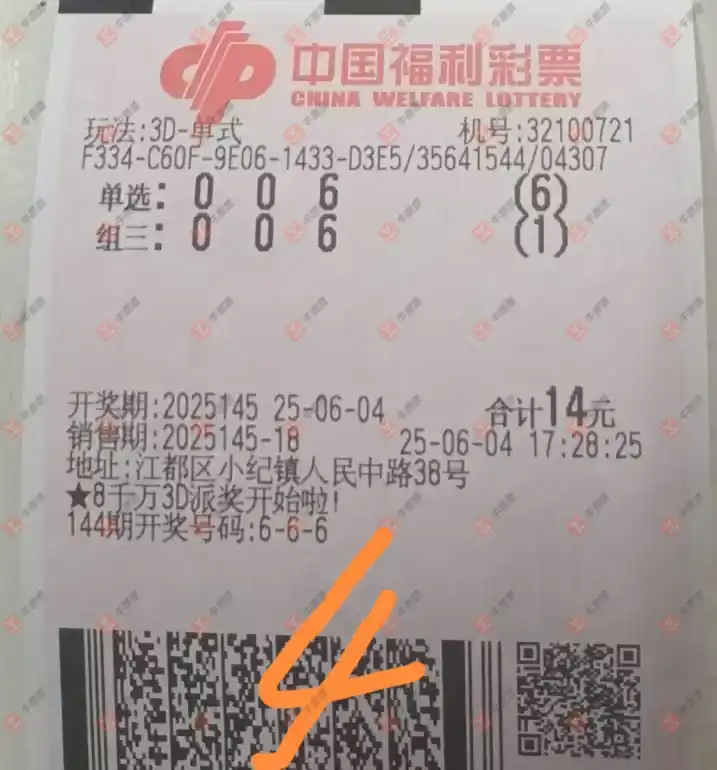 中国福利彩票
CHINA WELFARE LOTTERY
玩法:3D-单式 机号:32100721
F334-C60F-9E06-1433-D3E5/35641544/04307
单选: 0 0 6 (6)
组三: 0 0 6 (1)
开奖期:2025145 25-06-04 合计14元
销售期:2025145-18 25-06-04 17:28:25
地址:江都区小纪镇人民中路38号
★8千万3D派奖开始啦!
144期开奖号码:6-6-6
4